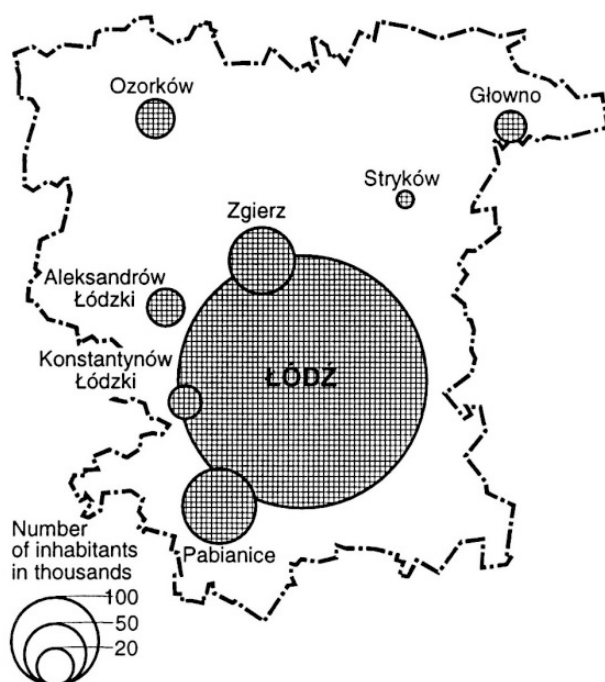 Ozorków
Głowno
Stryków
Zgierz
Aleksandrów
Łódzki
Konstantynów
Łódzki
ŁÓDŹ
Pabianice
Number
of inhabitants
in thousands
100
50
20